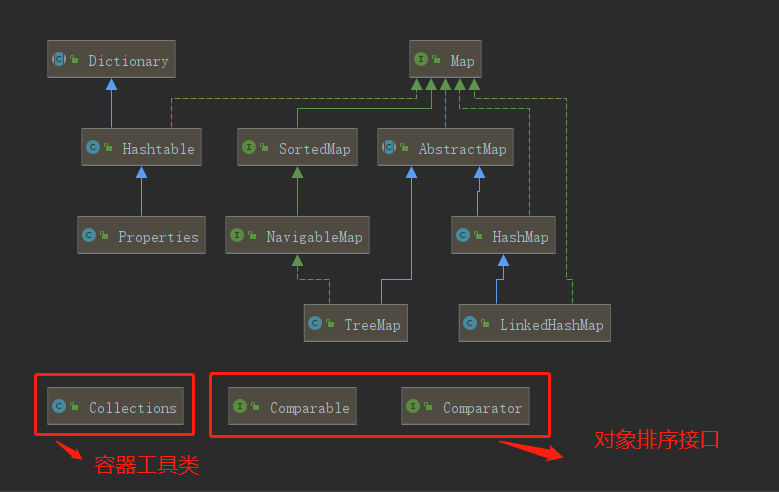 Dictionary
Map
Hashtable
SortedMap
AbstractMap
Properties
NavigableMap
HashMap
TreeMap
LinkedHashMap
Collections
Comparable
Comparator
对象排序接口
容器工具类